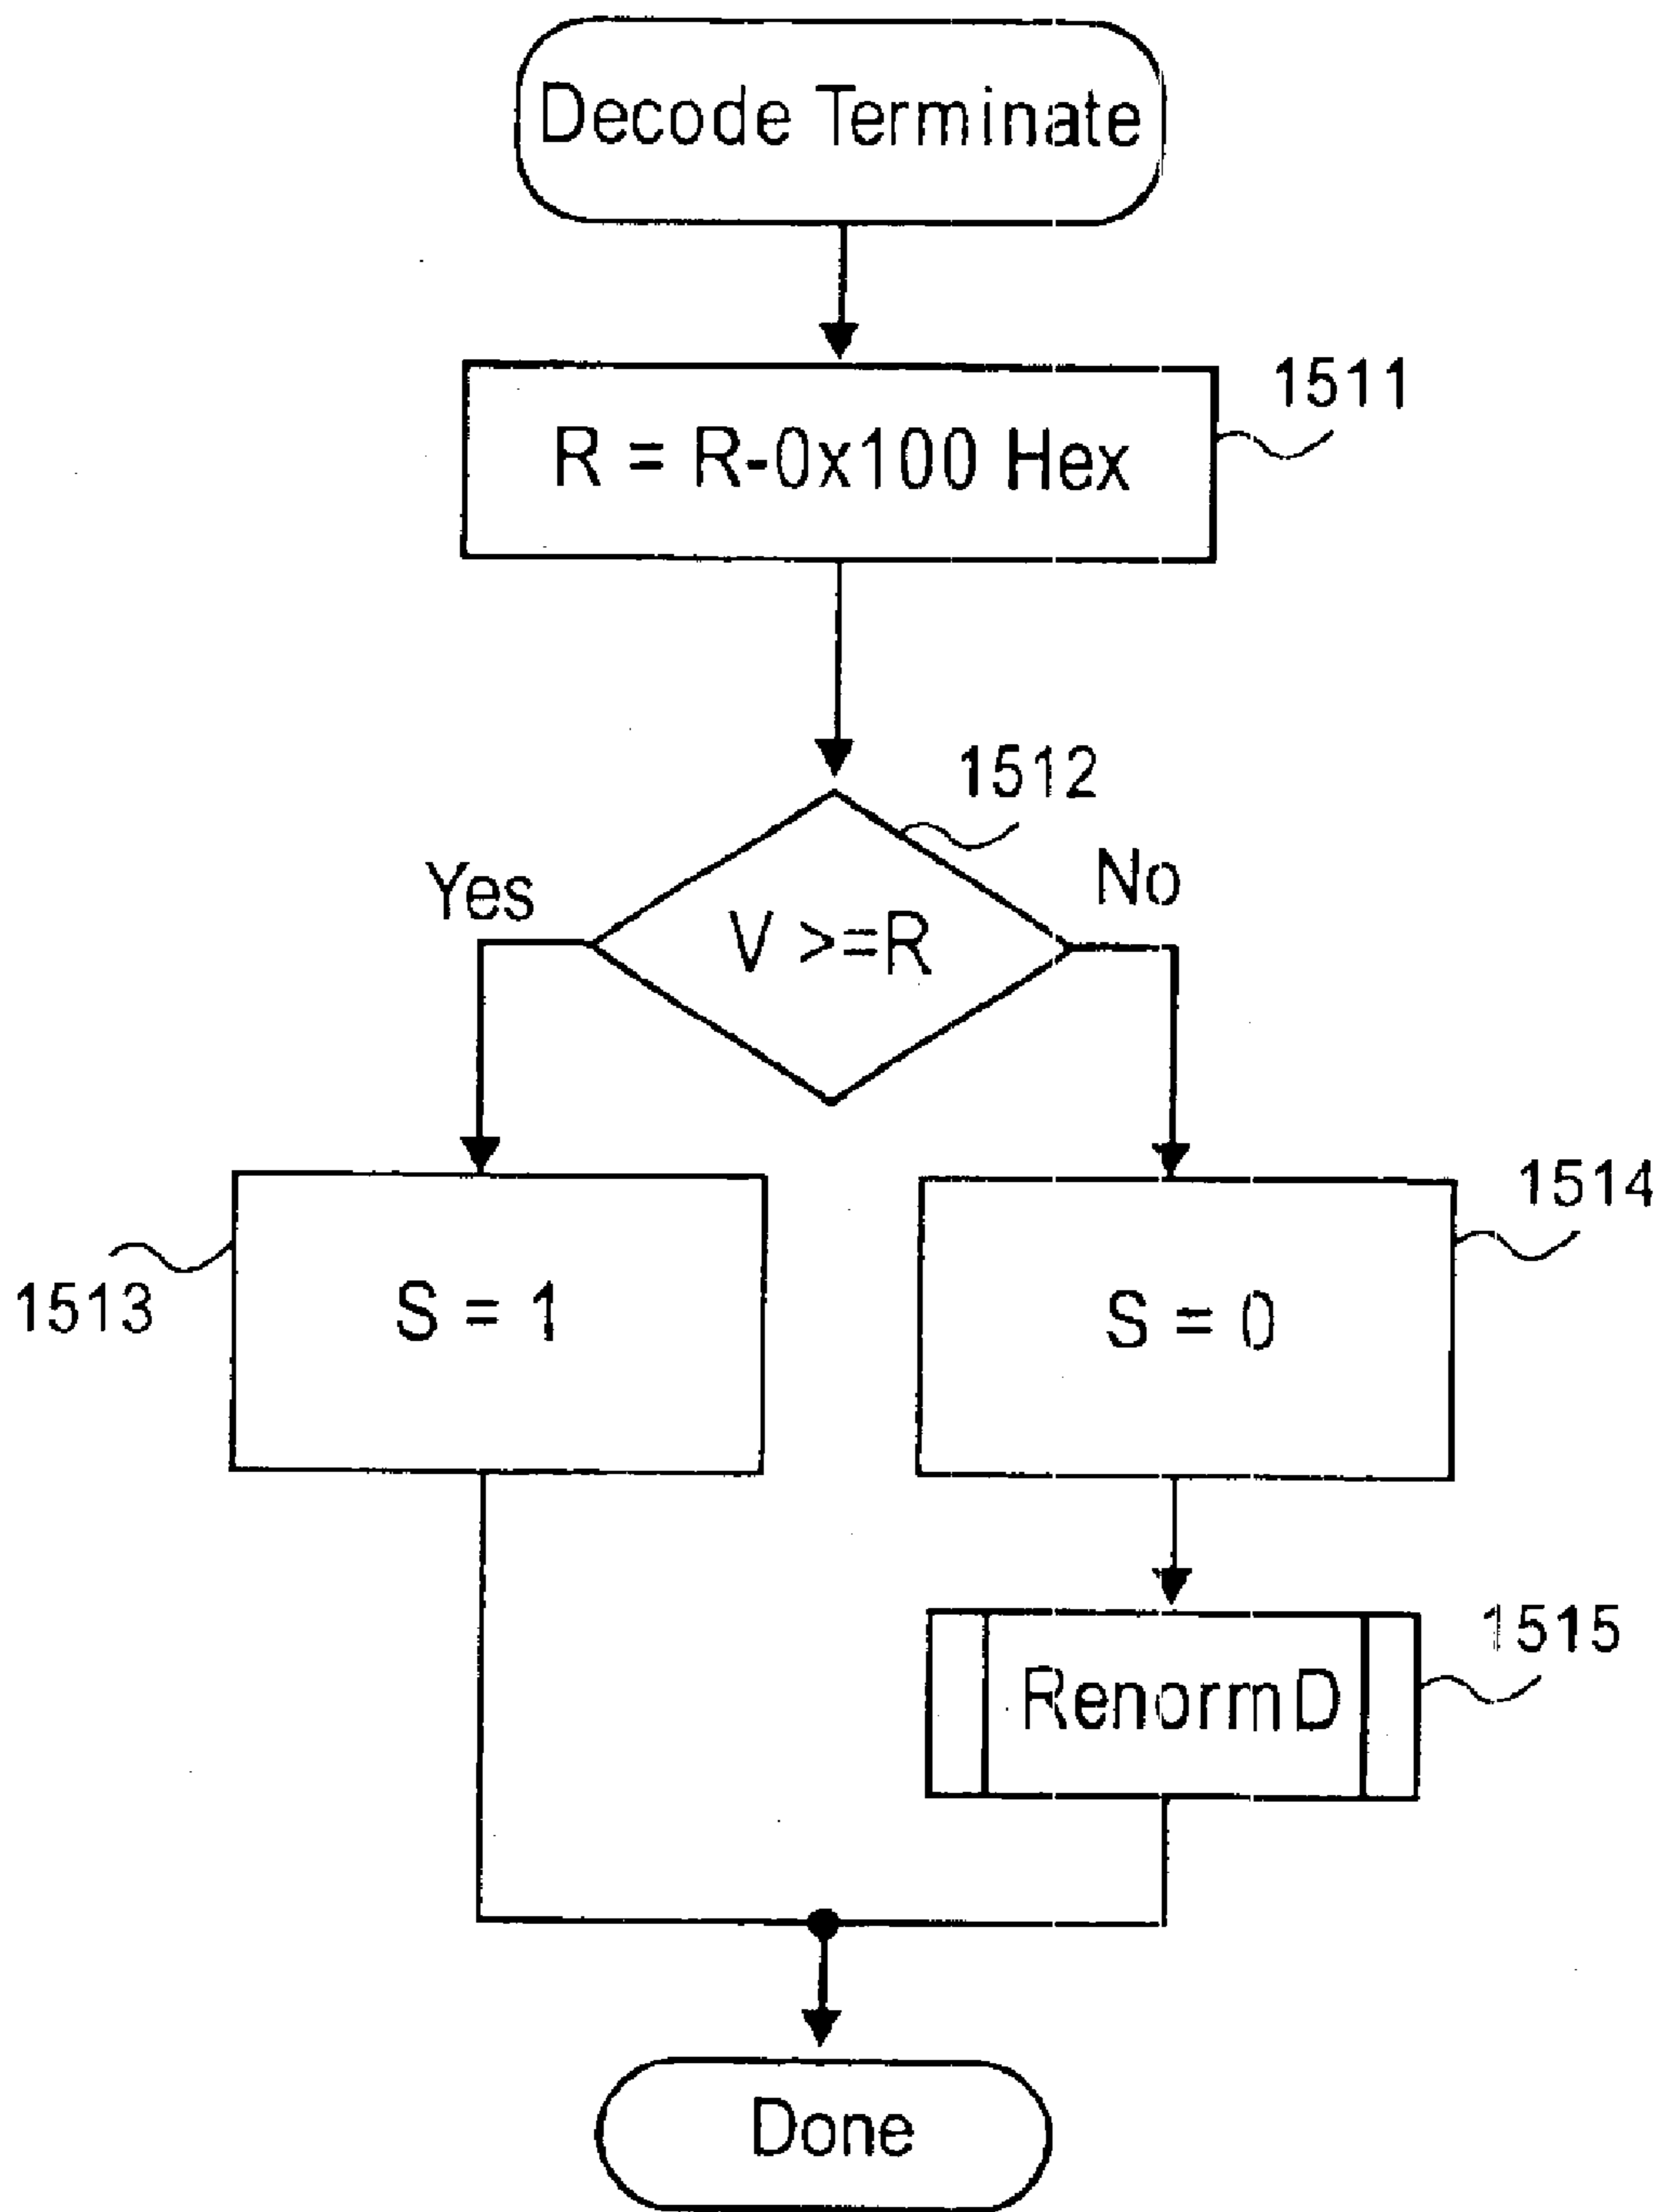 Decode Terminate
1511
R = R-0x100 Hex
1512
Yes
No
V >=R
1513
S = 1
1514
S = 0
1515
RenormD
Done